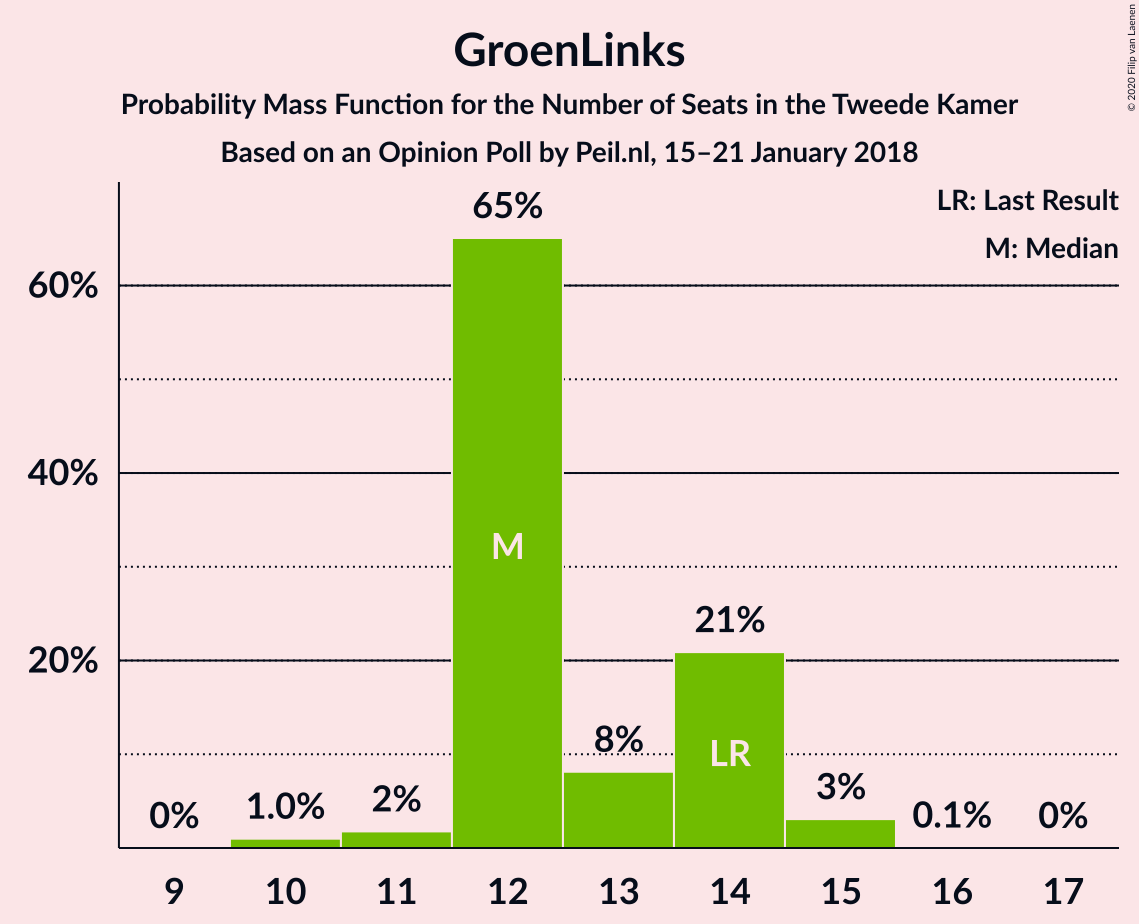 GroenLinks
Probability Mass Function for the Number of Seats in the Tweede Kamer
Based on an Opinion Poll by Peil.nl, 15–21 January 2018
© 2020 Filip van Laenen
LR: Last Result
M: Median
60%
40%
20%
0%
1.0%
2%
65%
8%
21%
3%
0.1%
0%
M
LR
9 10 11 12 13 14 15 16 17